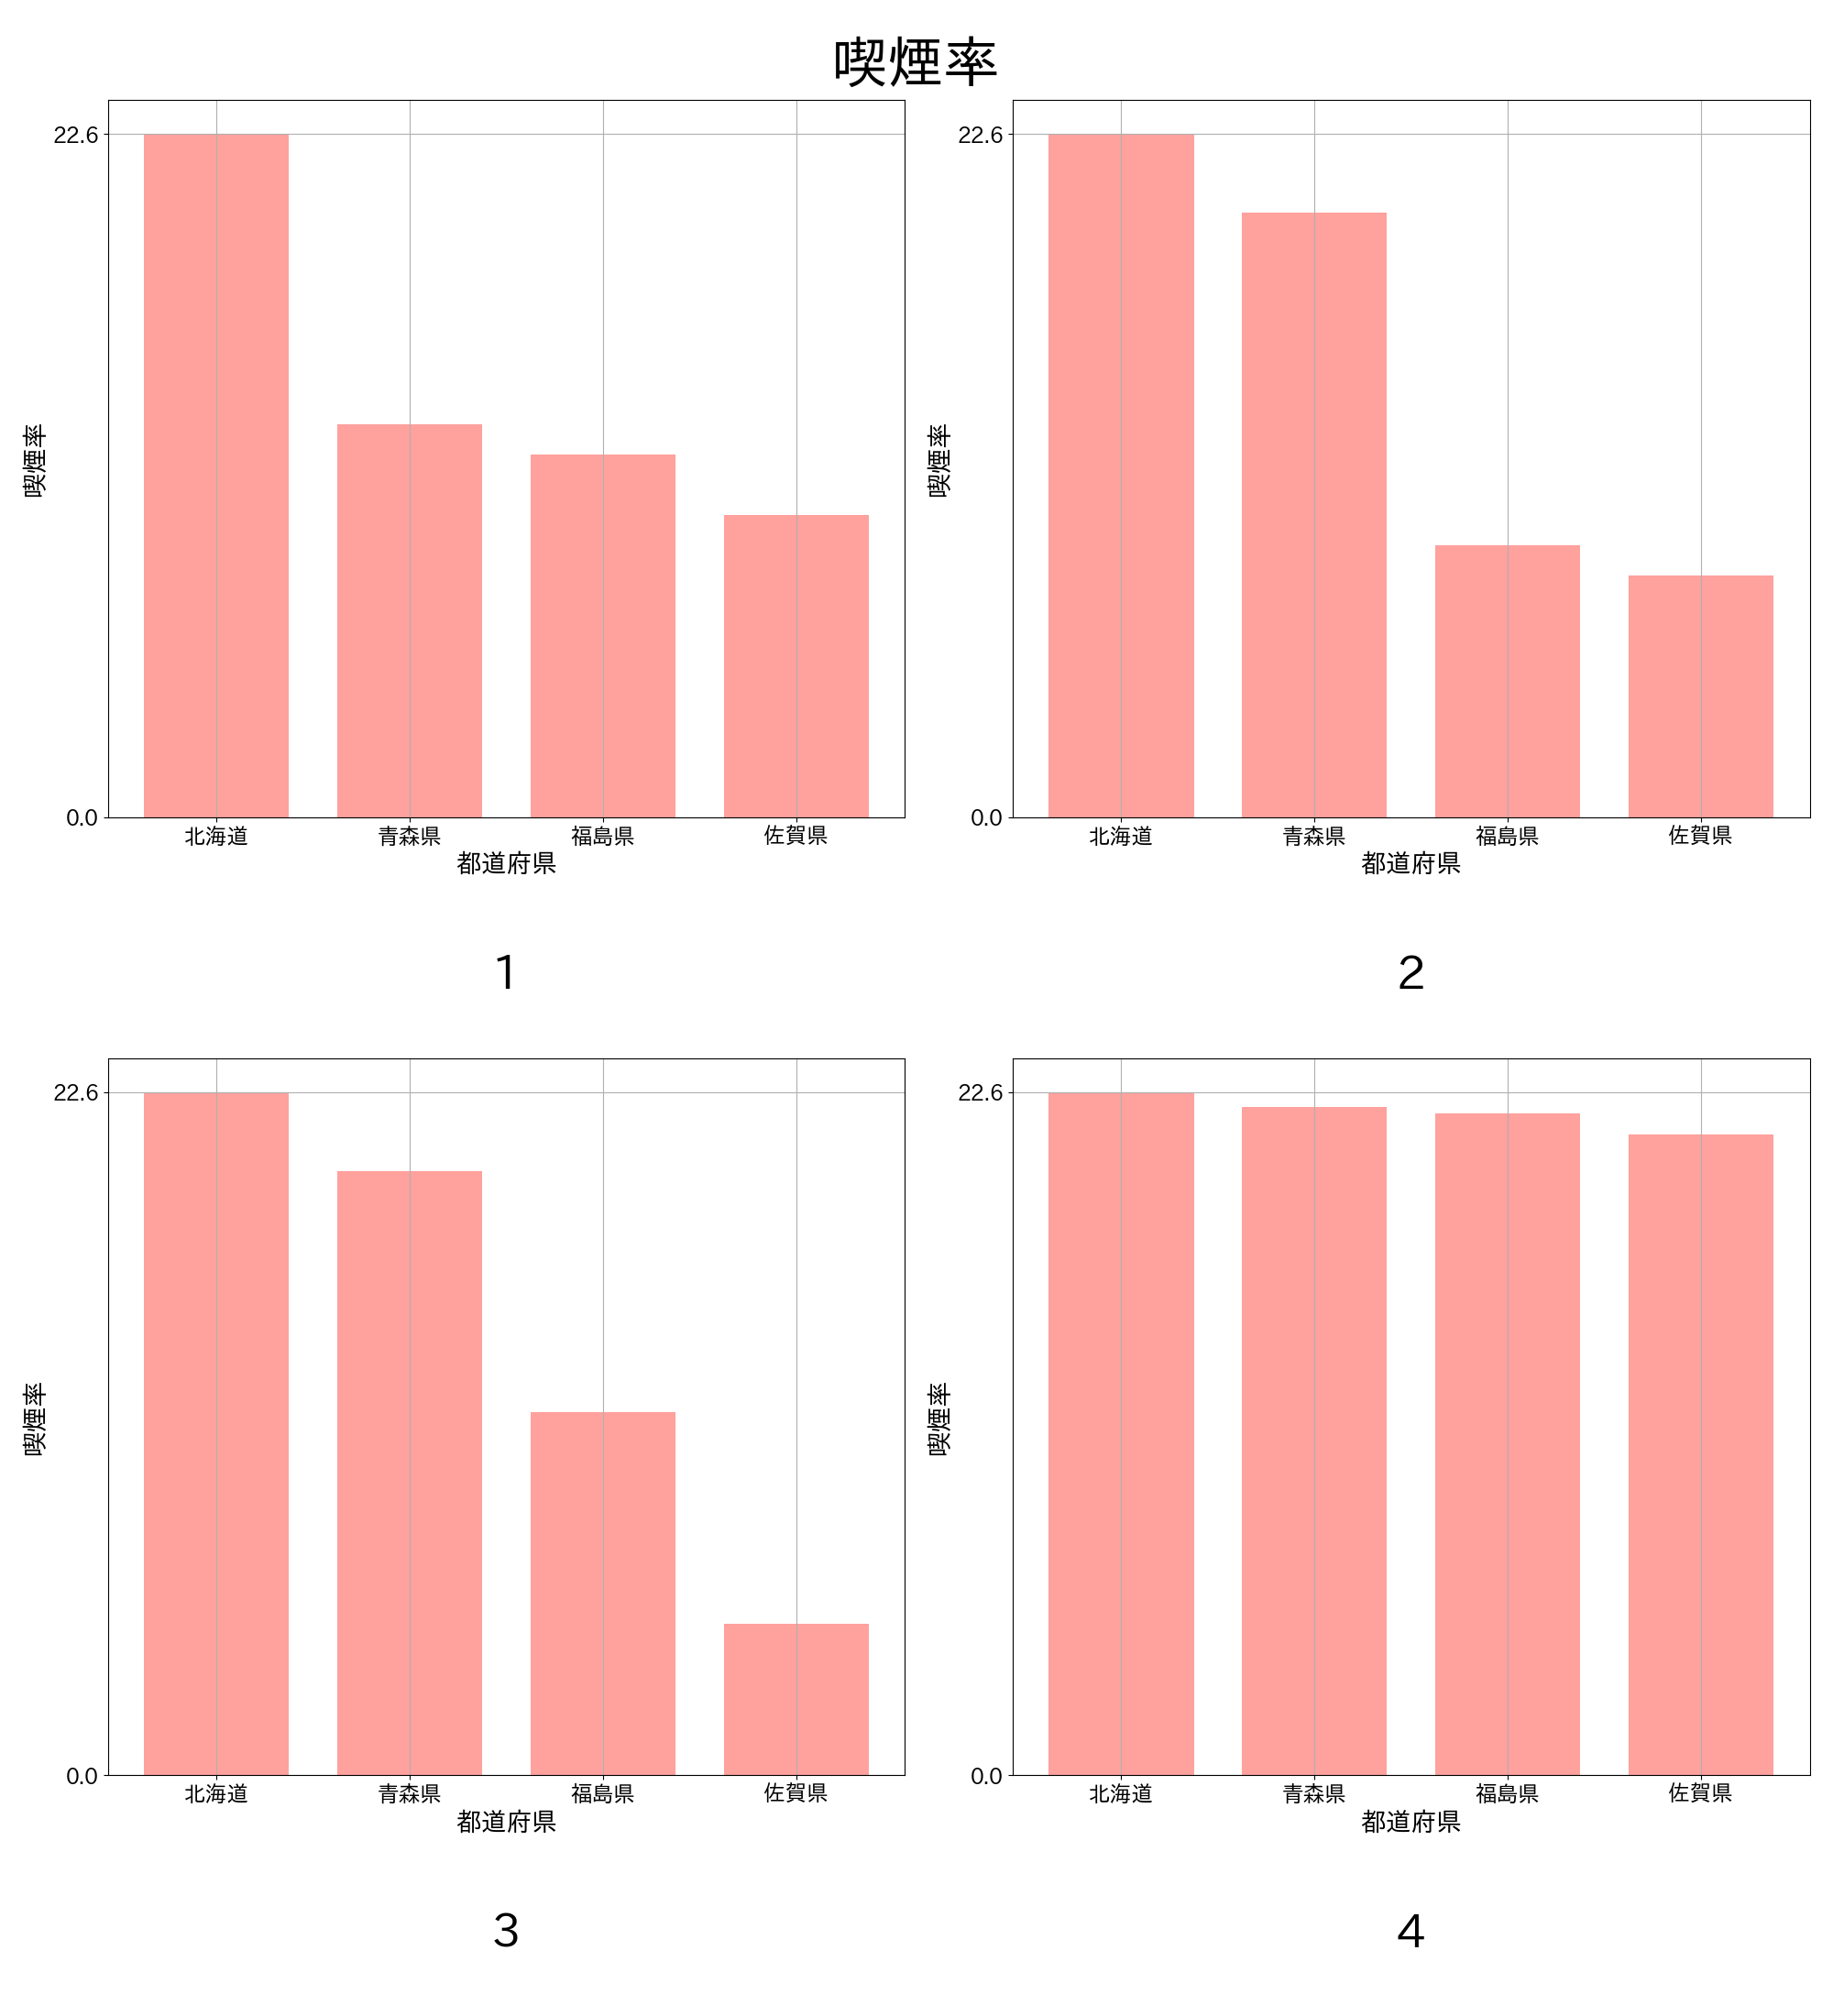 喫煙率
22.6
0.0
喫煙率
北海道 青森県 福島県 佐賀県
都道府県
1
22.6
0.0
喫煙率
北海道 青森県 福島県 佐賀県
都道府県
2
22.6
0.0
喫煙率
北海道 青森県 福島県 佐賀県
都道府県
3
22.6
0.0
喫煙率
北海道 青森県 福島県 佐賀県
都道府県
4